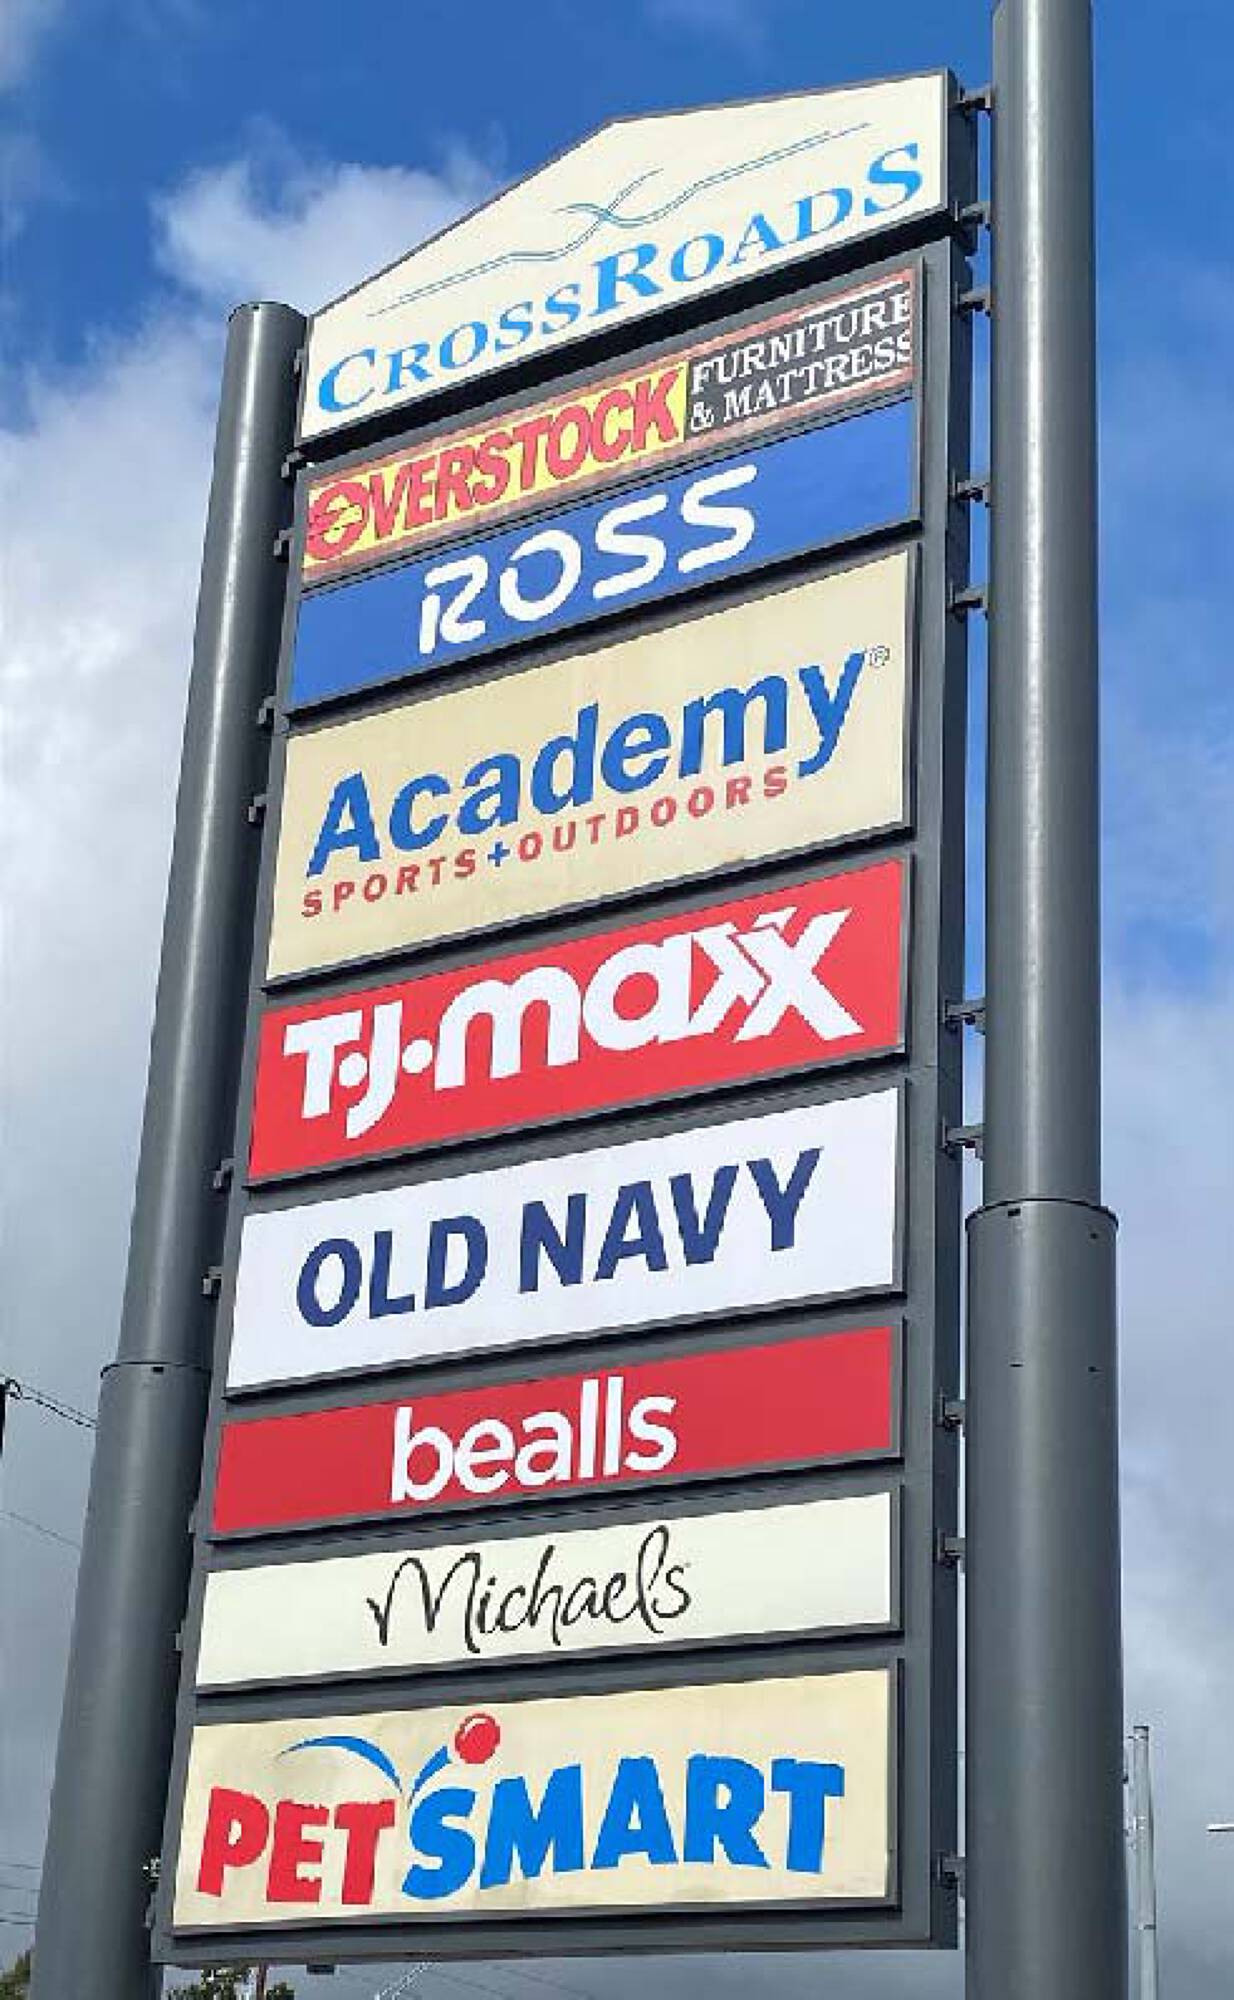 CROSSROADS
OVERSTOCK FURNITURE
& MATTRESS
ROSS
Academy®
SPORTS+OUTDOORS
T·J·maxx
OLD NAVY
bealls
Michaels
PETSMART